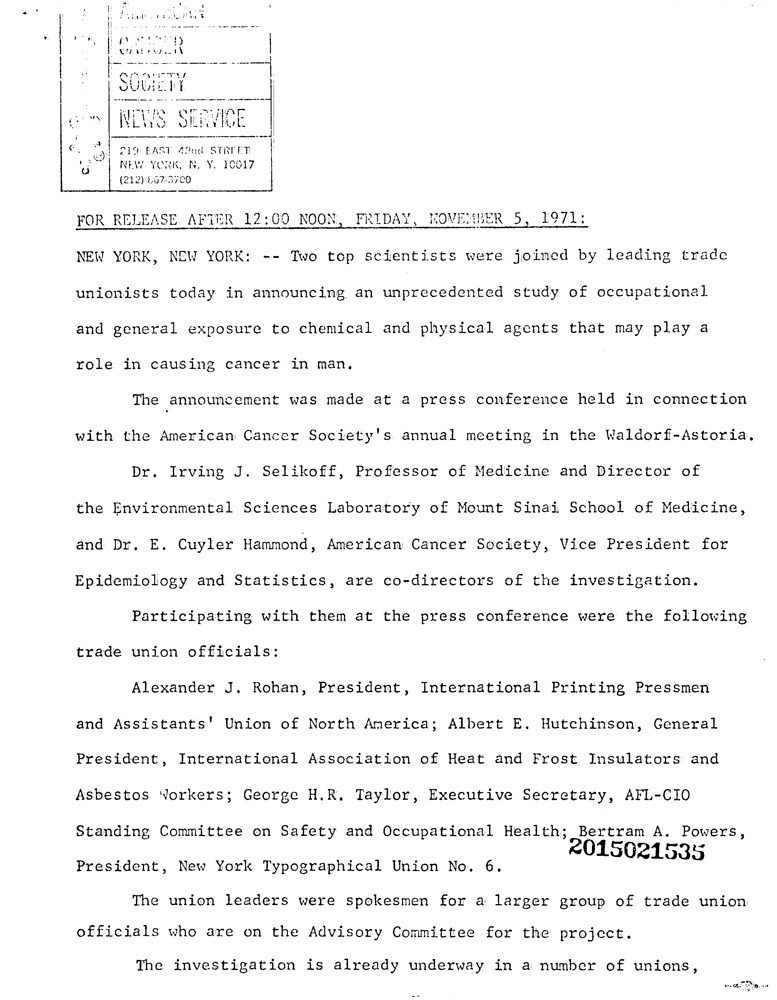 AMERICAN
CANCER
SOCIETY
NEWS SERVICE
219 EAST 42nd STREET
NEW YORK, N. Y. 10017
(212) 867-3700
FOR RELEASE AFTER 12:00 NOON, FRIDAY, NOVEMBER 5, 1971:
NEW YORK, NEW YORK: -- Two top scientists were joined by leading trade
unionists today in announcing an unprecedented study of occupational
and general exposure to chemical and physical agents that may play a
role in causing cancer in man.
The announcement was made at a press conference held in connection
with the American Cancer Society's annual meeting in the Waldorf-Astoria.
Dr. Irving J. Selikoff, Professor of Medicine and Director of
the Environmental Sciences Laboratory of Mount Sinai School of Medicine,
and Dr. E. Cuyler Hammond, American Cancer Society, Vice President for
Epidemiology and Statistics, are co-directors of the investigation.
Participating with them at the press conference were the following
trade union officials:
Alexander J. Rohan, President, International Printing Pressmen
and Assistants' Union of North America; Albert E. Hutchinson, General
President, International Association of Heat and Frost Insulators and
Asbestos Workers; George H.R. Taylor, Executive Secretary, AFL-CIO
Standing Committee on Safety and Occupational Health; Bertram A. Powers,
2015021535
President, New York Typographical Union No. 6.
The union leaders were spokesmen for a larger group of trade union
officials who are on the Advisory Committee for the project.
The investigation is already underway in a number of unions,